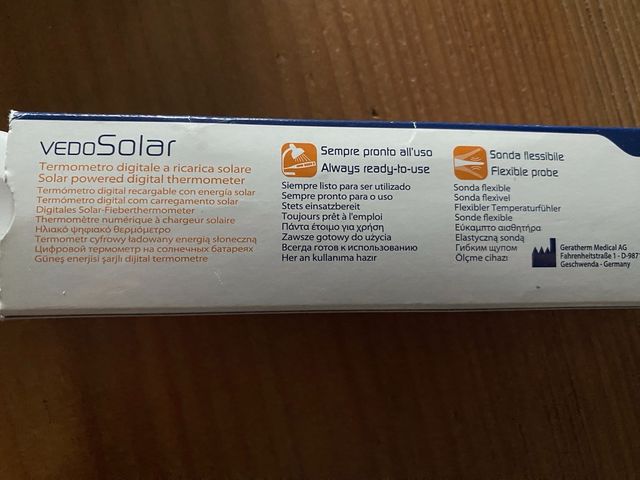 VEDOSolar
Termometro digitale a ricarica solare
Solar powered digital thermometer
Termómetro digital recargable con energía solar
Termómetro digital com carregamento solar
Digitales Solar-Fieberthermometer
Thermomètre numérique à chargeur solaire
Ηλιακό ψηφιακό θερμόμετρο
Termometr cyfrowy ładowany energią słoneczną
Цифровой термометр на солнечных батареях
Güneş enerjisi şarjlı dijital termometre
Sempre pronto all'uso
Always ready-to-use
Siempre listo para ser utilizado
Sempre pronto para o uso
Stets einsatzbereit
Toujours prêt à l'emploi
Πάντα έτοιμο για χρήση
Zawsze gotowy do użycia
Всегда готов к использованию
Her an kullanıma hazır
Sonda flessibile
Flexible probe
Sonda flexible
Sonda flexivel
Flexibler Temperaturfühler
Sonde flexible
Εύκαμπτο αισθητήρα
Elastyczną sondą
Гибким щупом
Ölçme cihazı
Geratherm Medical AG
Fahrenheitstraße 1 - D-987
Geschwenda - Germany